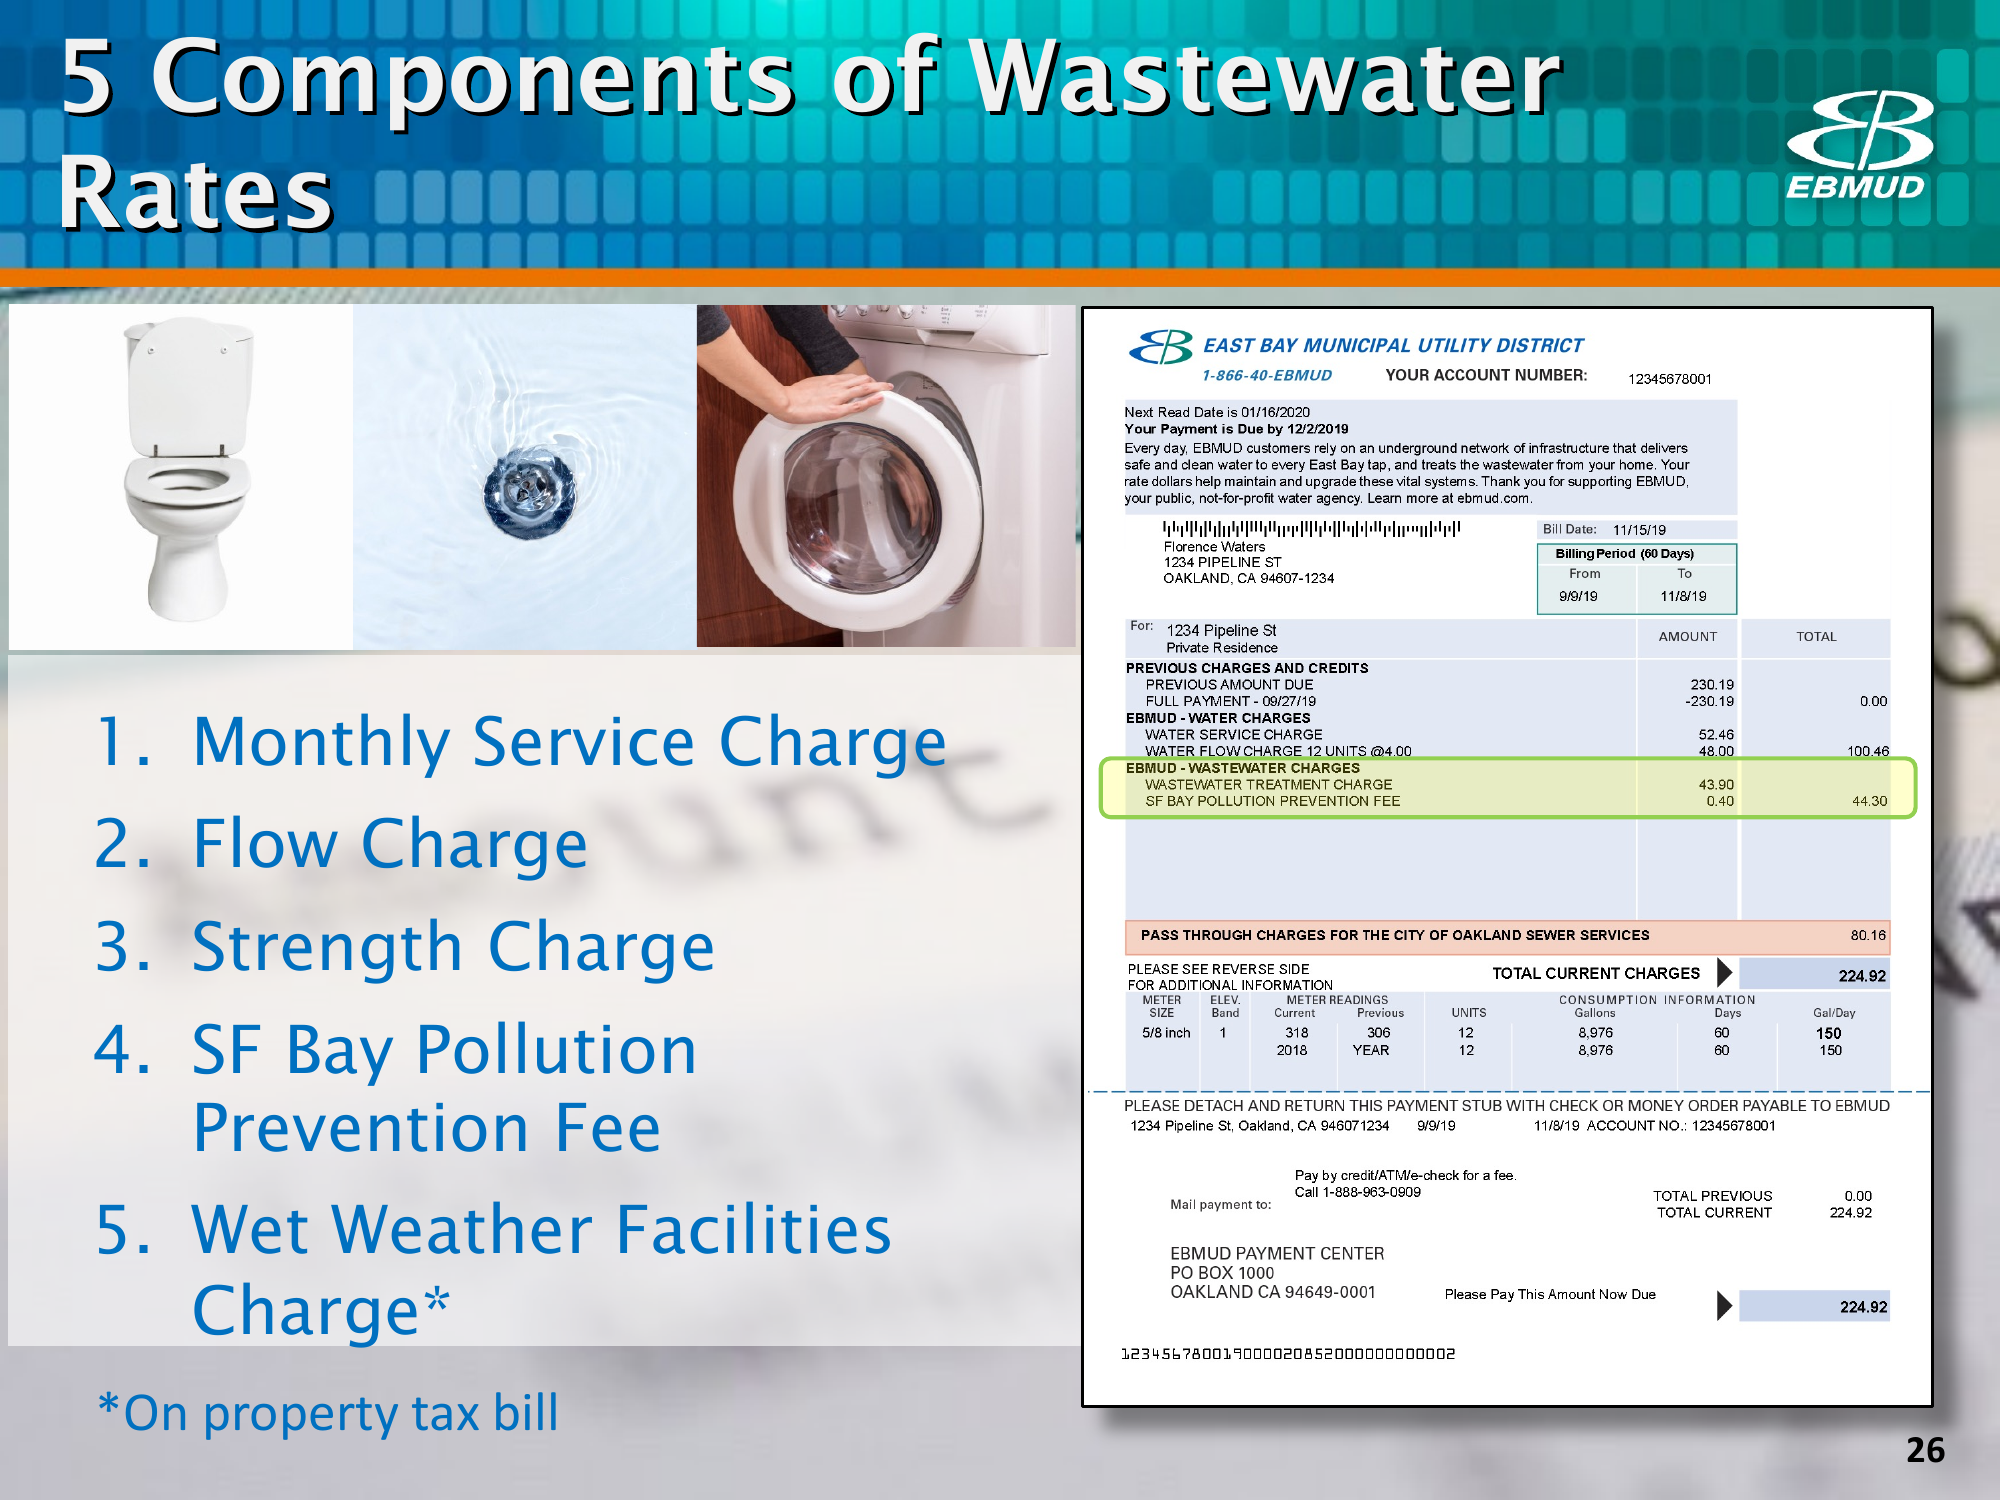 5 Components of Wastewater
Rates
EBMUD
1. Monthly Service Charge
2. Flow Charge
3. Strength Charge
4. SF Bay Pollution
Prevention Fee
5. Wet Weather Facilities
Charge*
*On property tax bill
EAST BAY MUNICIPAL UTILITY DISTRICT
1-866-40-EBMUD YOUR ACCOUNT NUMBER: 12345678001
Next Read Date is 01/16/2020
Your Payment is Due by 12/2/2019
Every day, EBMUD customers rely on an underground network of infrastructure that delivers
safe and clean water to every East Bay tap, and treats the wastewater from your home. Your
rate dollars help maintain and upgrade these vital systems. Thank you for supporting EBMUD,
your public, not-for-profit water agency. Learn more at ebmud.com.
Bill Date: 11/15/19
Florence Waters
1234 PIPELINE ST
OAKLAND, CA 94607-1234
Billing Period (60 Days)
From To
9/9/19 11/8/19
For: 1234 Pipeline St
Private Residence
AMOUNT TOTAL
PREVIOUS CHARGES AND CREDITS
PREVIOUS AMOUNT DUE 230.19
FULL PAYMENT - 09/27/19 -230.19 0.00
EBMUD - WATER CHARGES
WATER SERVICE CHARGE 52.46
WATER FLOW CHARGE 12 UNITS @4.00 48.00 100.46
EBMUD - WASTEWATER CHARGES
WASTEWATER TREATMENT CHARGE 43.90
SF BAY POLLUTION PREVENTION FEE 0.40 44.30
PASS THROUGH CHARGES FOR THE CITY OF OAKLAND SEWER SERVICES 80.16
PLEASE SEE REVERSE SIDE
FOR ADDITIONAL INFORMATION
TOTAL CURRENT CHARGES 224.92
METER ELEV. METER READINGS CONSUMPTION INFORMATION
SIZE Band Current Previous UNITS Gallons Days Gal/Day
5/8 inch 1 318 306 12 8,976 60 150
2018 YEAR 12 8,976 60 150
PLEASE DETACH AND RETURN THIS PAYMENT STUB WITH CHECK OR MONEY ORDER PAYABLE TO EBMUD
1234 Pipeline St, Oakland, CA 946071234 9/9/19 11/8/19 ACCOUNT NO.: 12345678001
Pay by credit/ATM/e-check for a fee.
Call 1-888-963-0909
Mail payment to:
TOTAL PREVIOUS 0.00
TOTAL CURRENT 224.92
EBMUD PAYMENT CENTER
PO BOX 1000
OAKLAND CA 94649-0001
Please Pay This Amount Now Due 224.92
12345678001900002085200000000002
26